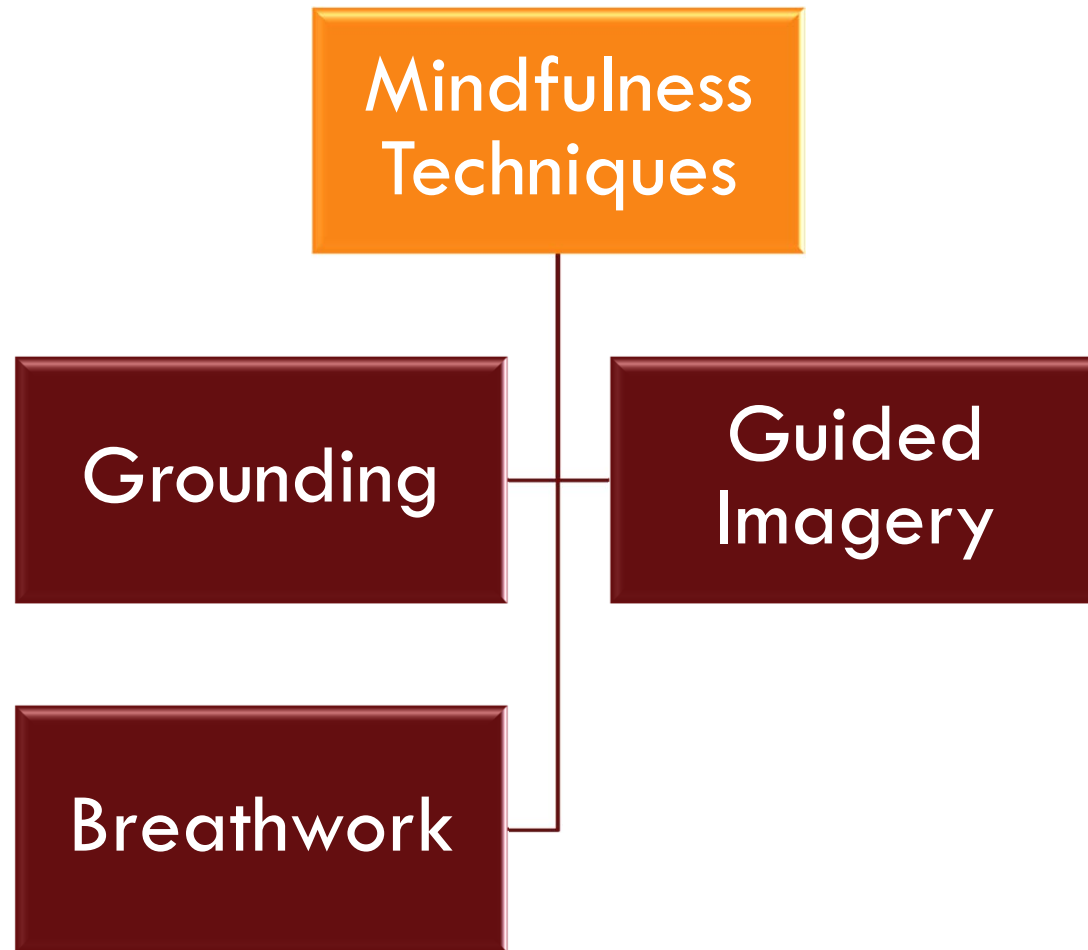 Mindfulness
Techniques
Grounding
Guided
Imagery
Breathwork